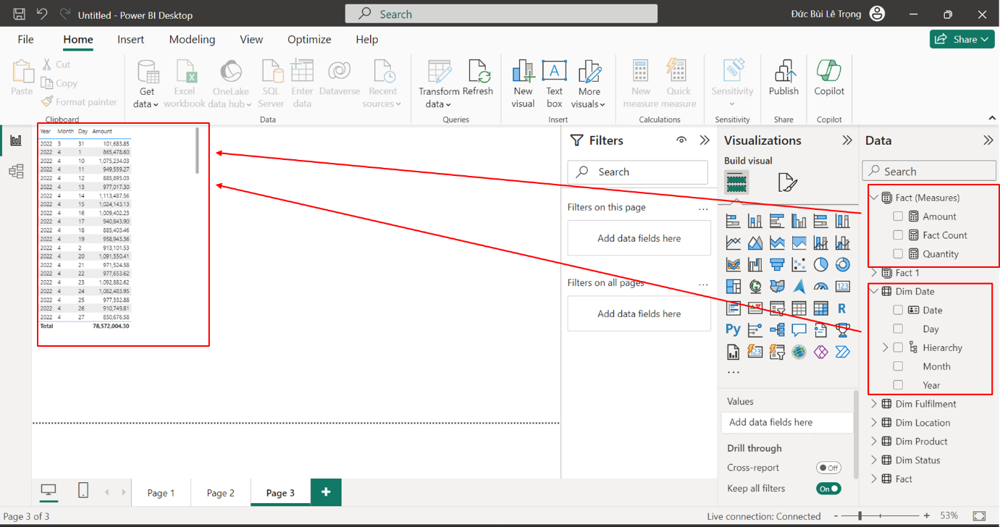 Untitled - Power BI Desktop
Search
Đức Bùi Lê Trọng
File Home Insert Modeling View Optimize Help
Share
Paste
Cut
Copy
Format painter
Clipboard
Get data
Excel workbook
OneLake data hub
SQL Server
Enter data
Dataverse
Recent sources
Data
Transform data
Refresh
Queries
New visual
Text box
More visuals
Insert
New measure
Quick measure
Calculations
Sensitivity
Sensitivity
Publish
Share
Copilot
Copilot
Year Month Day Amount
2022 3 31 101,683.85
2022 4 1 865,478.60
2022 4 10 1,075,234.03
2022 4 11 949,559.27
2022 4 12 885,895.03
2022 4 13 977,017.30
2022 4 14 1,113,487.56
2022 4 15 1,024,143.13
2022 4 16 1,009,402.23
2022 4 17 940,843.90
2022 4 18 885,403.46
2022 4 19 958,943.36
2022 4 2 913,101.53
2022 4 20 1,091,550.41
2022 4 21 971,524.58
2022 4 22 977,653.62
2022 4 23 1,092,882.62
2022 4 24 1,082,483.95
2022 4 25 977,332.88
2022 4 26 910,749.81
2022 4 27 850,676.58
Total 78,572,004.30
Filters
Search
Filters on this page
...
Add data fields here
Filters on all pages
...
Add data fields here
Visualizations
Build visual
123
R
Py
123
...
Values
Add data fields here
Drill through
Cross-report
Off
Keep all filters
On
Data
Search
Fact (Measures)
Amount
Fact Count
Quantity
Fact 1
Dim Date
Date
Day
Hierarchy
Month
Year
Dim Fulfilment
Dim Location
Dim Product
Dim Status
Fact
Page 1
Page 2
Page 3
+
Page 3 of 3
Live connection: Connected
- + 53%